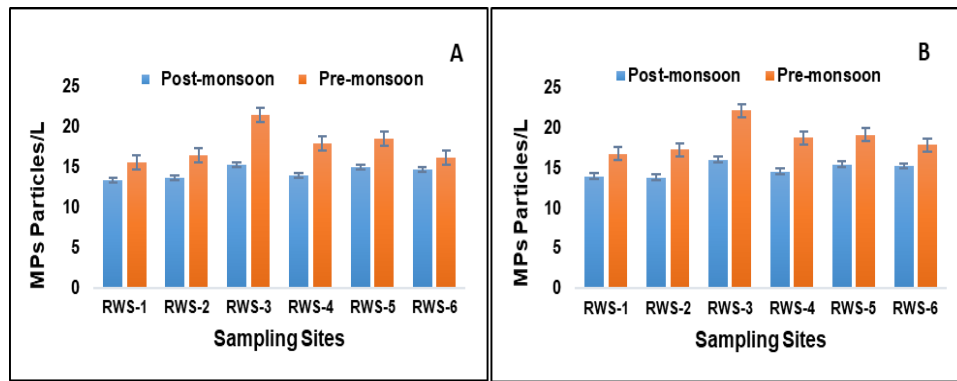 A
Post-monsoon Pre-monsoon
25
20
15
10
5
0
MPs Particles/L
RWS-1 RWS-2 RWS-3 RWS-4 RWS-5 RWS-6
Sampling Sites
B
Post-monsoon Pre-monsoon
25
20
15
10
5
0
MPs Particles/L
RWS-1 RWS-2 RWS-3 RWS-4 RWS-5 RWS-6
Sampling Sites